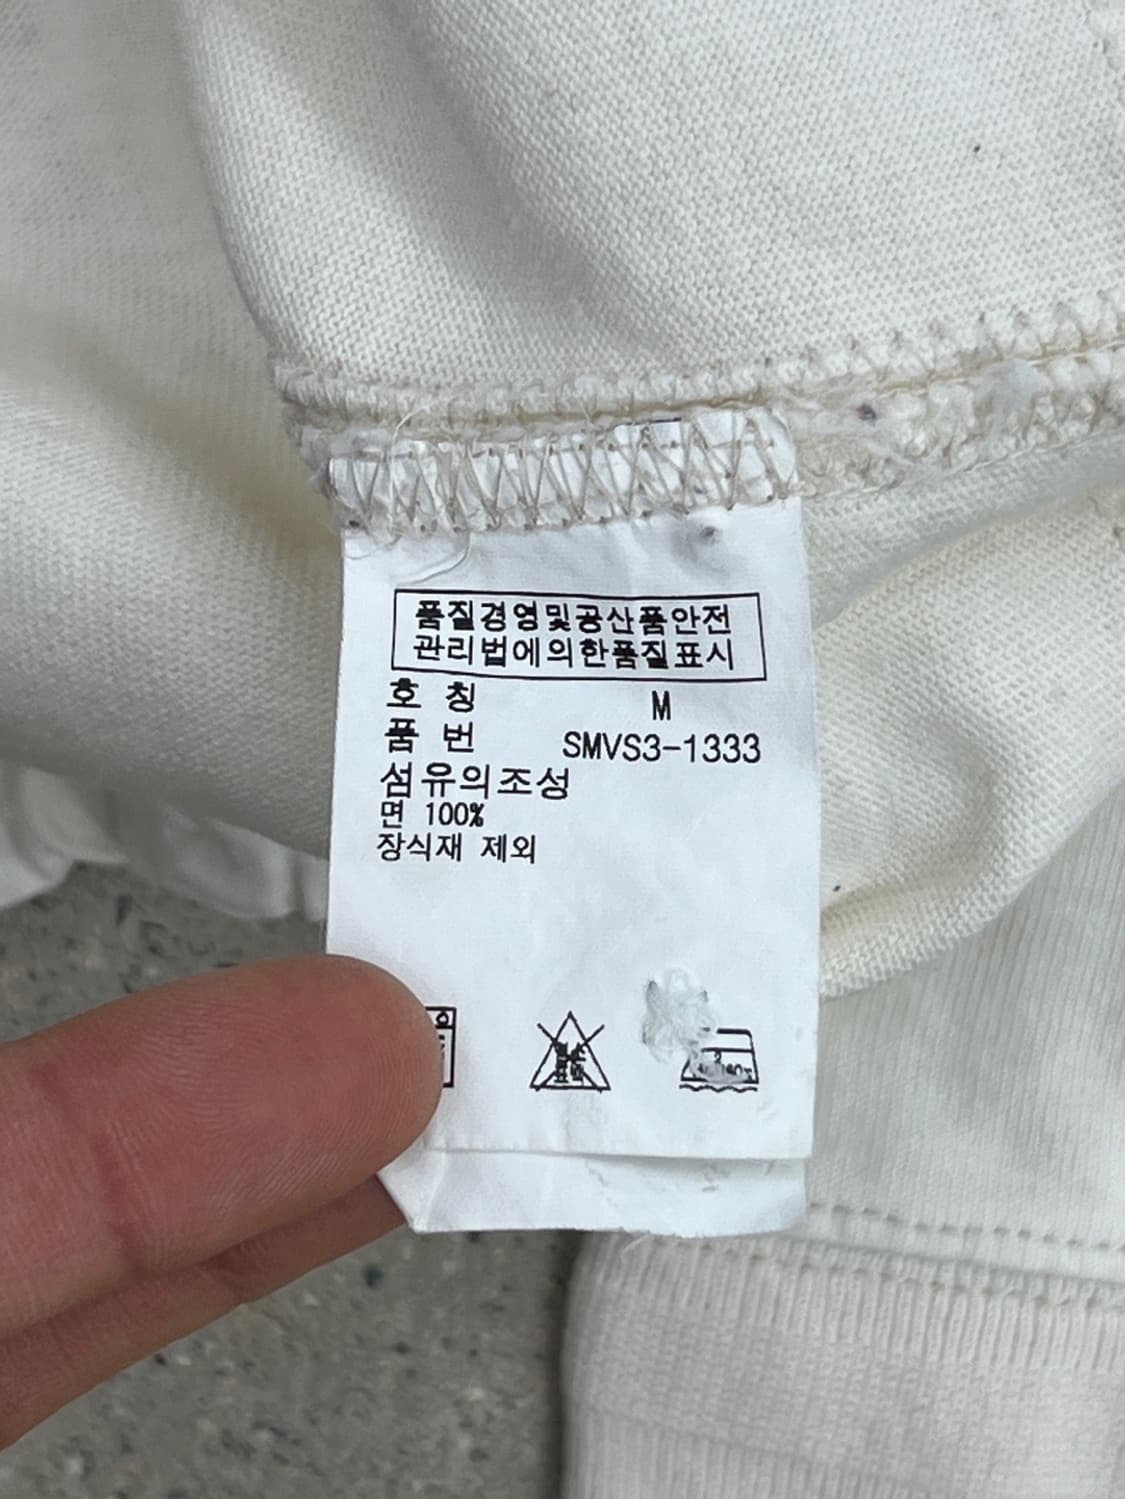 품질경영및공산품안전
관리법에의한품질표시
호 칭 M
품 번 SMVS3-1333
섬유의조성
면 100%
장식재 제외